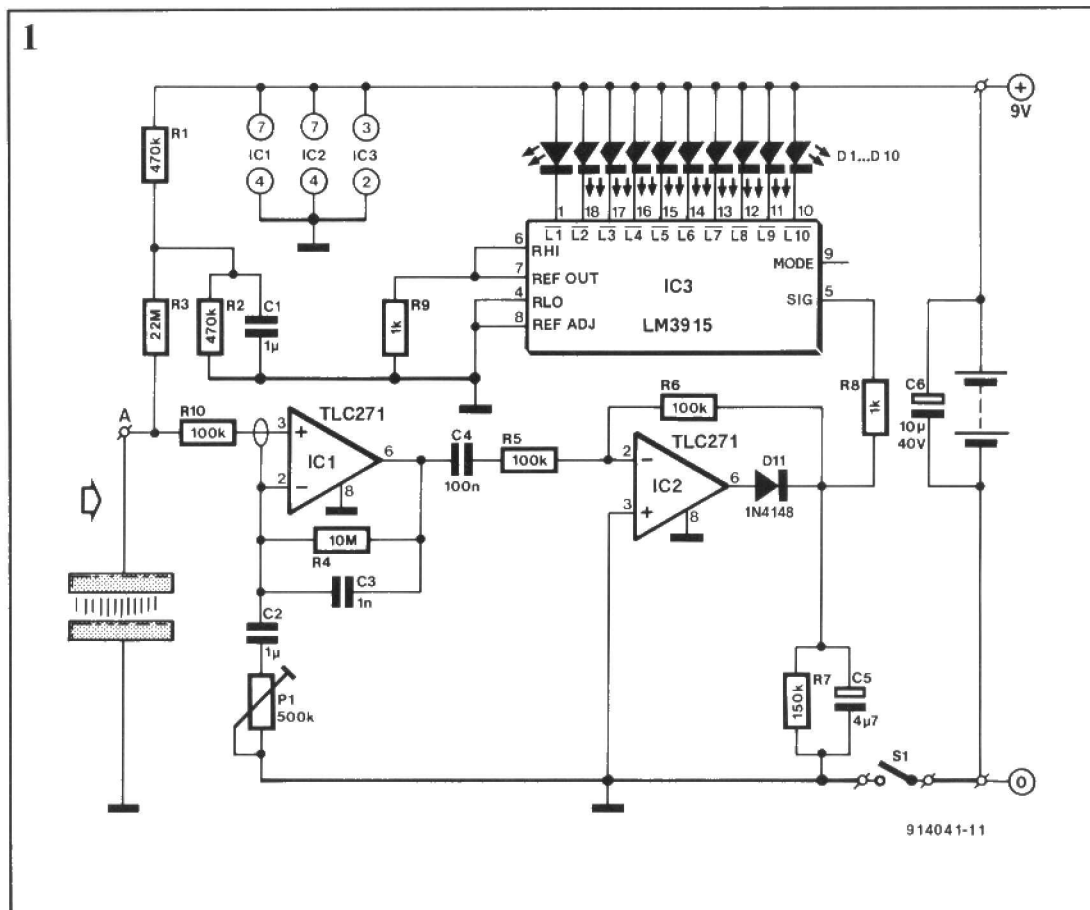 1
R1
470k
7
IC1
4
7
IC2
4
3
IC3
2
+
9V
D1...D10
1
18
17
16
15
14
13
12
11
10
L1
L2
L3
L4
L5
L6
L7
L8
L9
L10
6
RHI
7
REF OUT
4
RLO
8
REF ADJ
IC3
LM3915
MODE
9
SIG
5
R3
22M
R2
470k
C1
1µ
R9
1k
R8
1k
C6
10µ
40V
A
R10
100k
TLC271
3
+
2
−
IC1
6
8
R4
10M
C3
1n
C4
100n
R5
100k
R6
100k
TLC271
2
−
3
+
IC2
6
8
D11
1N4148
C2
1µ
P1
500k
R7
150k
C5
4µ7
S1
0
914041-11